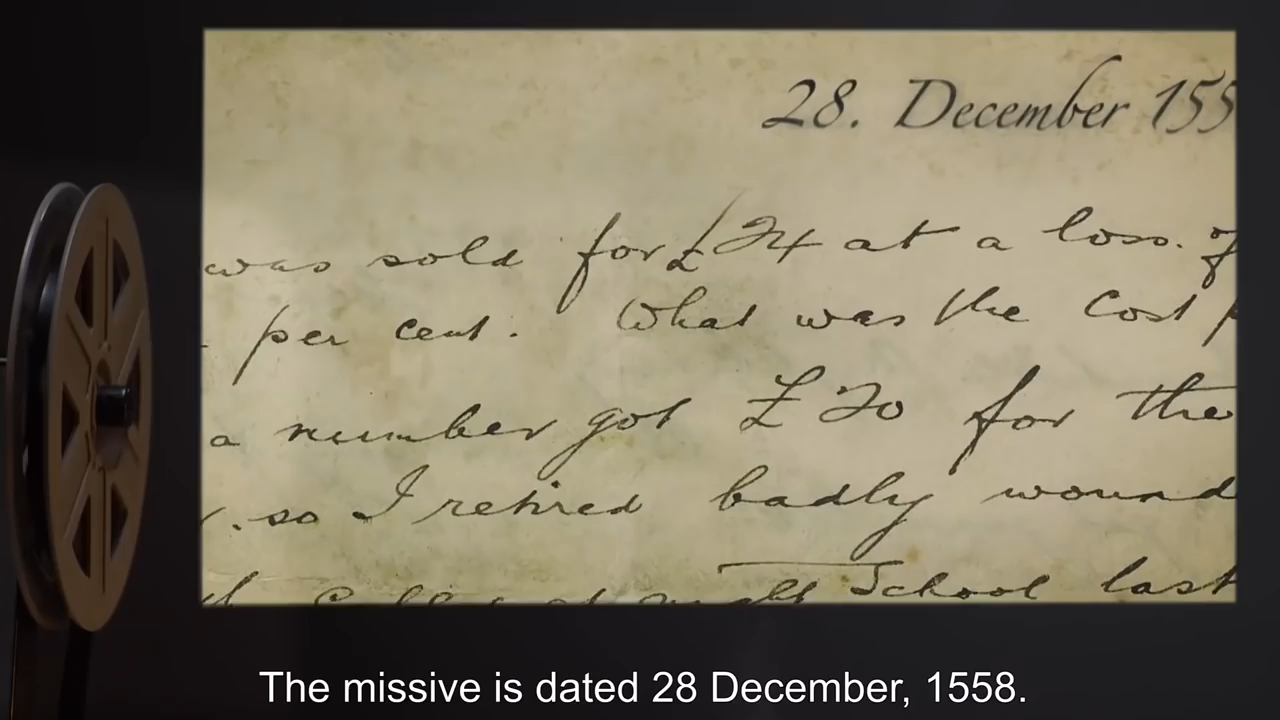 28. December 155
was sold for £24 at a loss. of
per cent. What was the Cost
a number got £20 for the
. so I retired badly wound
School last
The missive is dated 28 December, 1558.